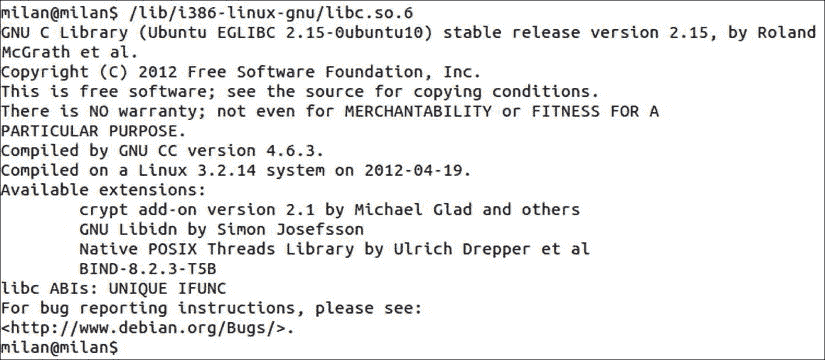 milan@milan$ /lib/i386-linux-gnu/libc.so.6
GNU C Library (Ubuntu EGLIBC 2.15-0ubuntu10) stable release version 2.15, by Roland
McGrath et al.
Copyright (C) 2012 Free Software Foundation, Inc.
This is free software; see the source for copying conditions.
There is NO warranty; not even for MERCHANTABILITY or FITNESS FOR A
PARTICULAR PURPOSE.
Compiled by GNU CC version 4.6.3.
Compiled on a Linux 3.2.14 system on 2012-04-19.
Available extensions:
crypt add-on version 2.1 by Michael Glad and others
GNU Libidn by Simon Josefsson
Native POSIX Threads Library by Ulrich Drepper et al
BIND-8.2.3-T5B
libc ABIs: UNIQUE IFUNC
For bug reporting instructions, please see:
<http://www.debian.org/Bugs/>.
milan@milan$